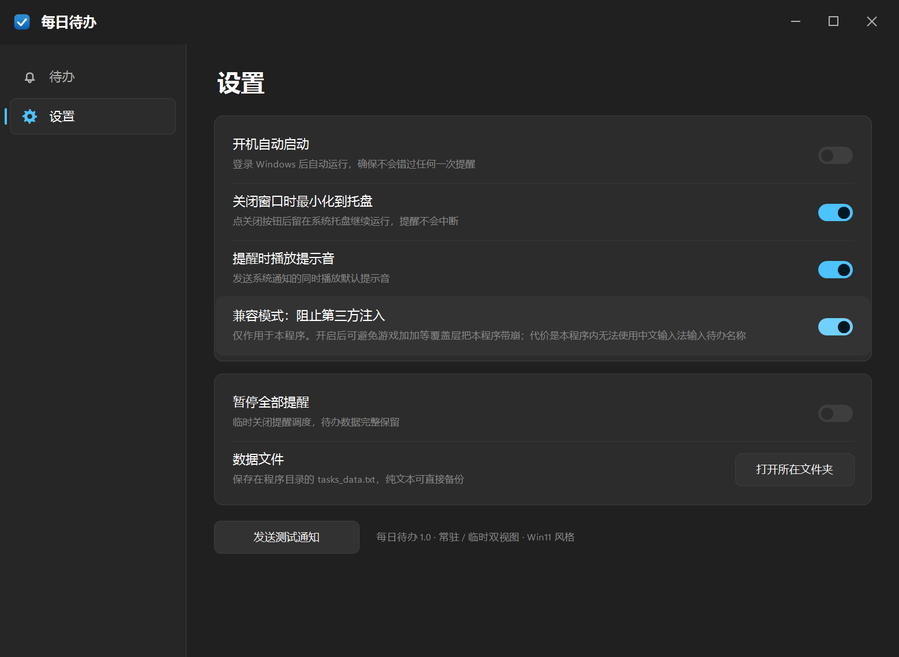 每日待办
待办
设置
设置
开机自动启动
登录 Windows 后自动运行，确保不会错过任何一次提醒
关闭窗口时最小化到托盘
点关闭按钮后留在系统托盘继续运行，提醒不会中断
提醒时播放提示音
发送系统通知的同时播放默认提示音
兼容模式：阻止第三方注入
仅作用于本程序。开启后可避免游戏加加等覆盖层把本程序带崩；代价是本程序内无法使用中文输入法输入待办名称
暂停全部提醒
临时关闭提醒调度，待办数据完整保留
数据文件
保存在程序目录的 tasks_data.txt，纯文本可直接备份
打开所在文件夹
发送测试通知
每日待办 1.0 · 常驻 / 临时双视图 · Win11 风格